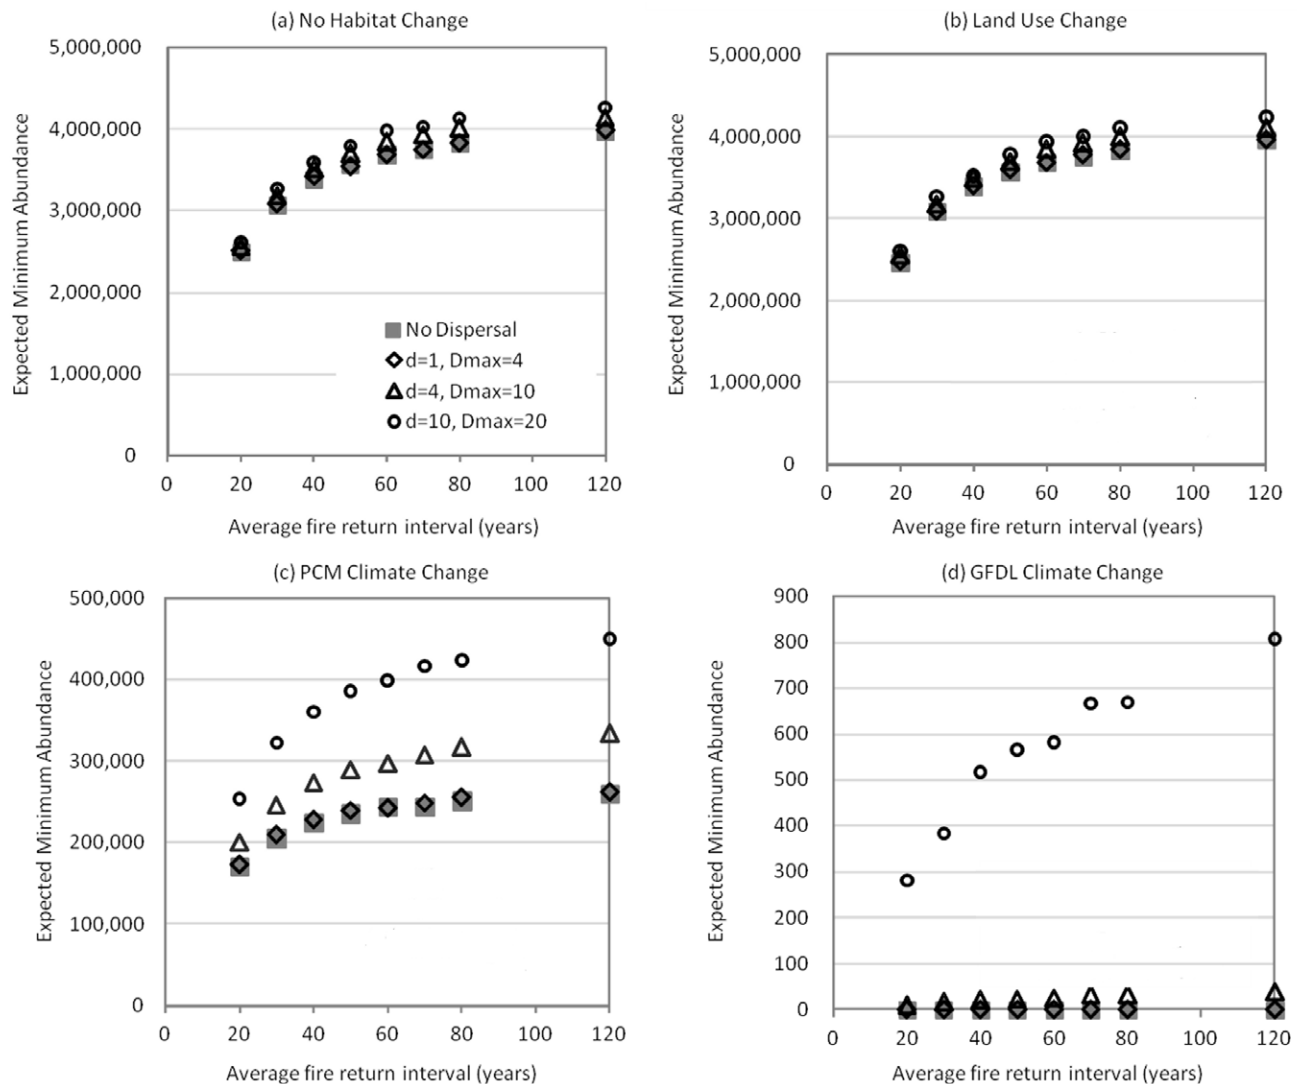 (a) No Habitat Change
5,000,000
4,000,000
3,000,000
2,000,000
1,000,000
0
Expected Minimum Abundance
No Dispersal
d=1, Dmax=4
d=4, Dmax=10
d=10, Dmax=20
0 20 40 60 80 100 120
Average fire return interval (years)
(b) Land Use Change
5,000,000
4,000,000
3,000,000
2,000,000
1,000,000
0
Expected Minimum Abundance
0 20 40 60 80 100 120
Average fire return interval (years)
(c) PCM Climate Change
500,000
400,000
300,000
200,000
100,000
0
Expected Minimum Abundance
0 20 40 60 80 100 120
Average fire return interval (years)
(d) GFDL Climate Change
900
800
700
600
500
400
300
200
100
0
Expected Minimum Abundance
0 20 40 60 80 100 120
Average fire return interval (years)